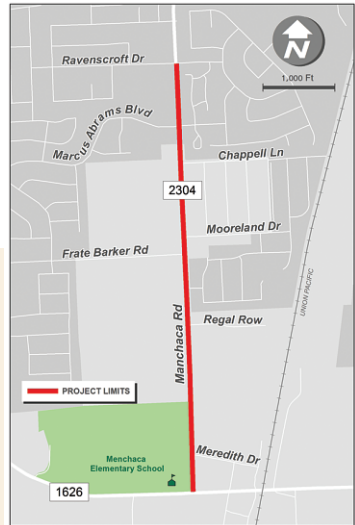 Ravenscroft Dr
N
1,000 Ft
Marcus Abrams Blvd
Chappell Ln
2304
Mooreland Dr
Frate Barker Rd
Manchaca Rd
Regal Row
UNION PACIFIC
PROJECT LIMITS
Meredith Dr
Menchaca
Elementary School
1626